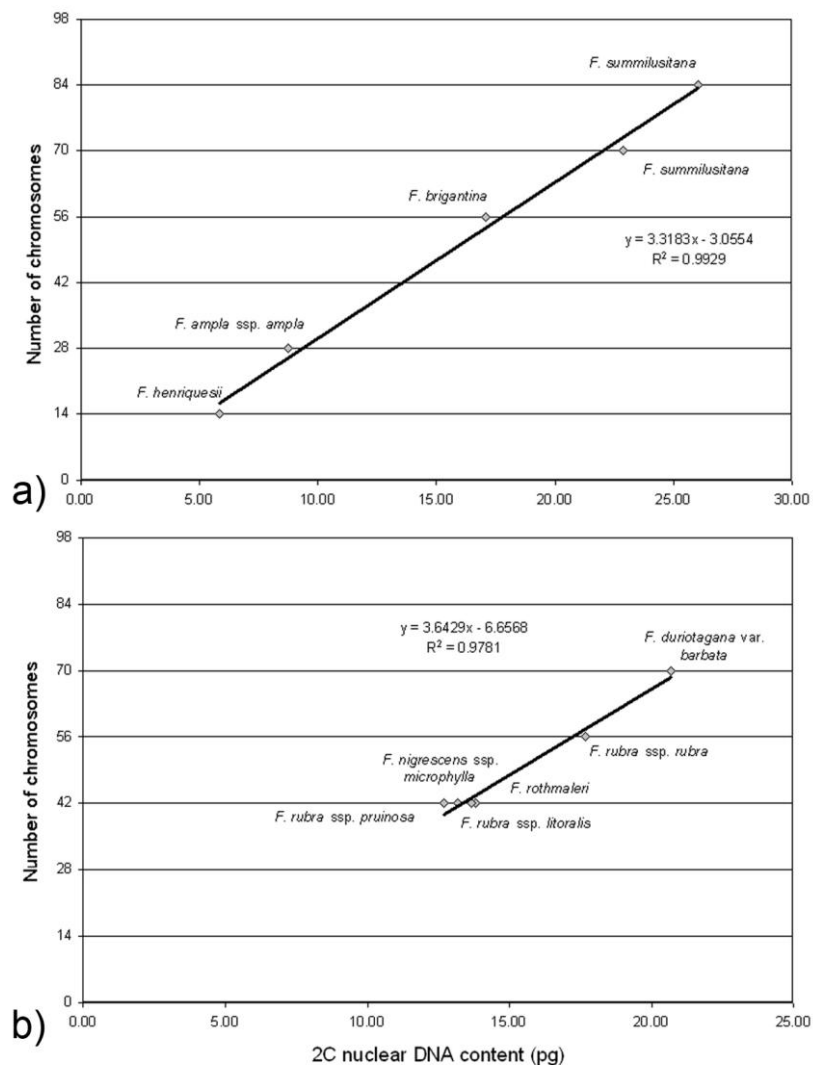 98
84
70
56
42
28
14
0
Number of chromosomes
F. summilusitana
F. summilusitana
F. brigantina
y = 3.3183x - 3.0554
R² = 0.9929
F. ampla ssp. ampla
F. henriquesii
a)
0.00 5.00 10.00 15.00 20.00 25.00 30.00
98
84
70
56
42
28
14
0
Number of chromosomes
y = 3.6429x - 6.6568
R² = 0.9781
F. duriotagana var.
barbata
F. rubra ssp. rubra
F. nigrescens ssp.
microphylla
F. rothmaleri
F. rubra ssp. pruinosa
F. rubra ssp. litoralis
b)
0.00 5.00 10.00 15.00 20.00 25.00
2C nuclear DNA content (pg)